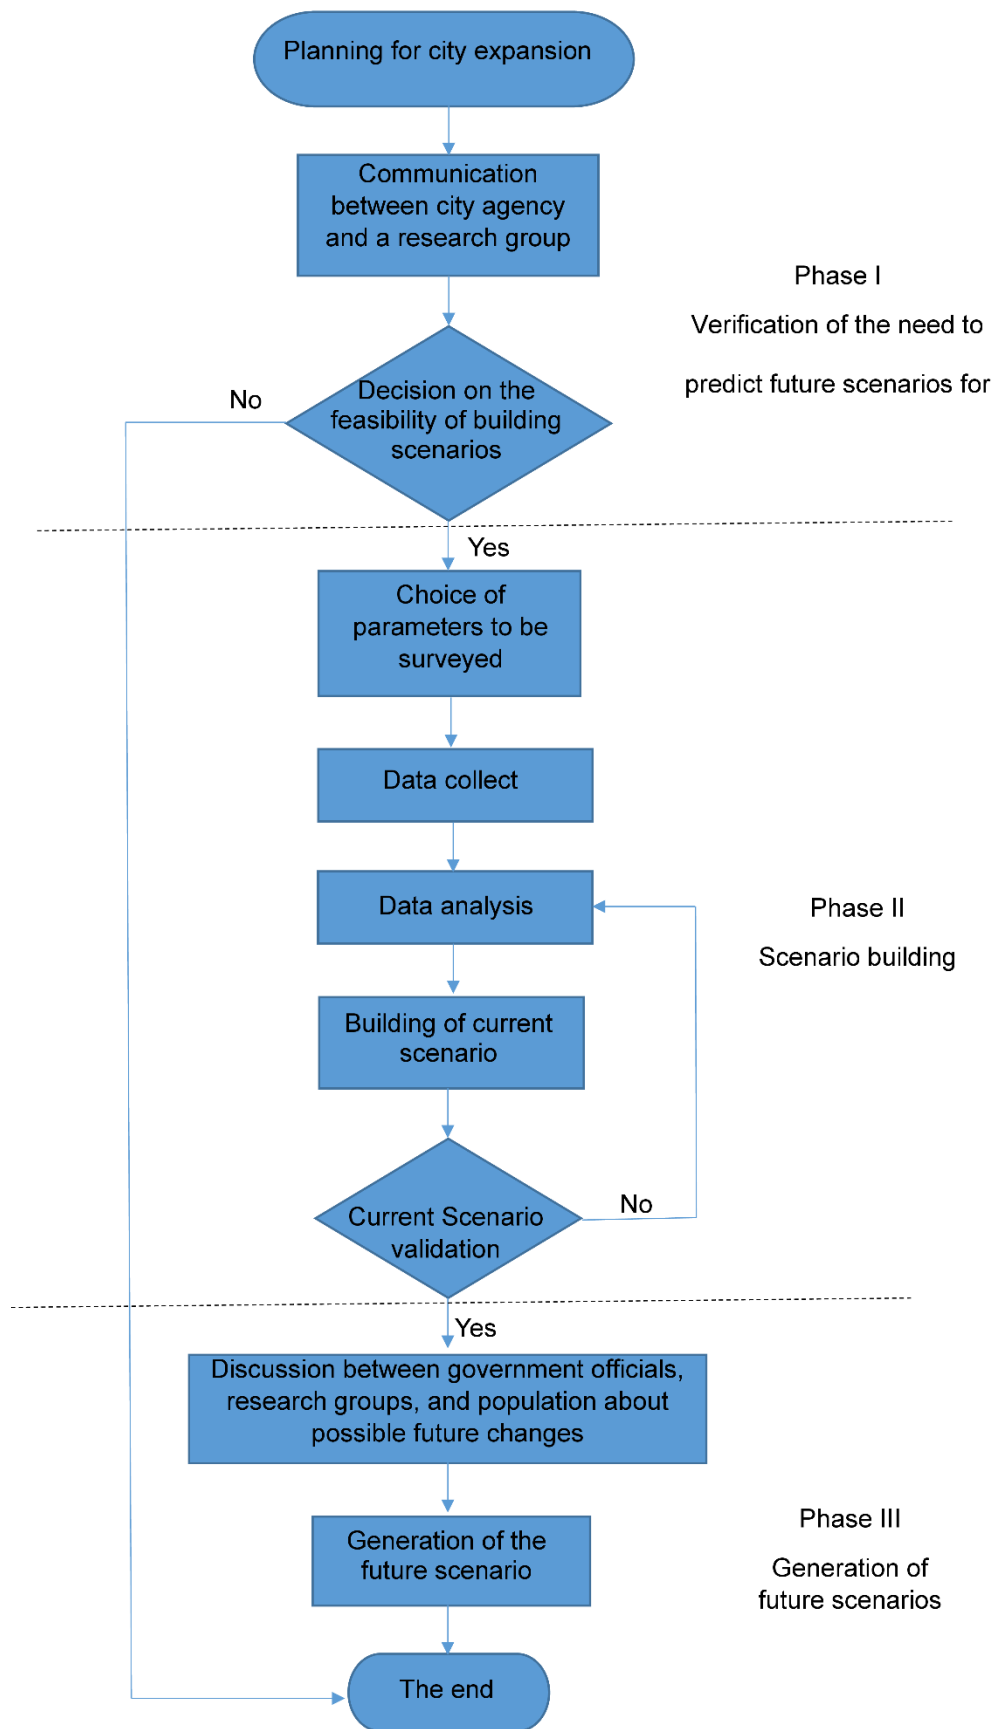 Planning for city expansion
Communication
between city agency
and a research group
Phase I
Verification of the need to
predict future scenarios for
Decision on the
feasibility of building
scenarios
No
Yes
Choice of
parameters to be
surveyed
Data collect
Data analysis
Phase II
Scenario building
Building of current
scenario
Current Scenario
validation
No
Yes
Discussion between government officials,
research groups, and population about
possible future changes
Generation of the
future scenario
Phase III
Generation of
future scenarios
The end